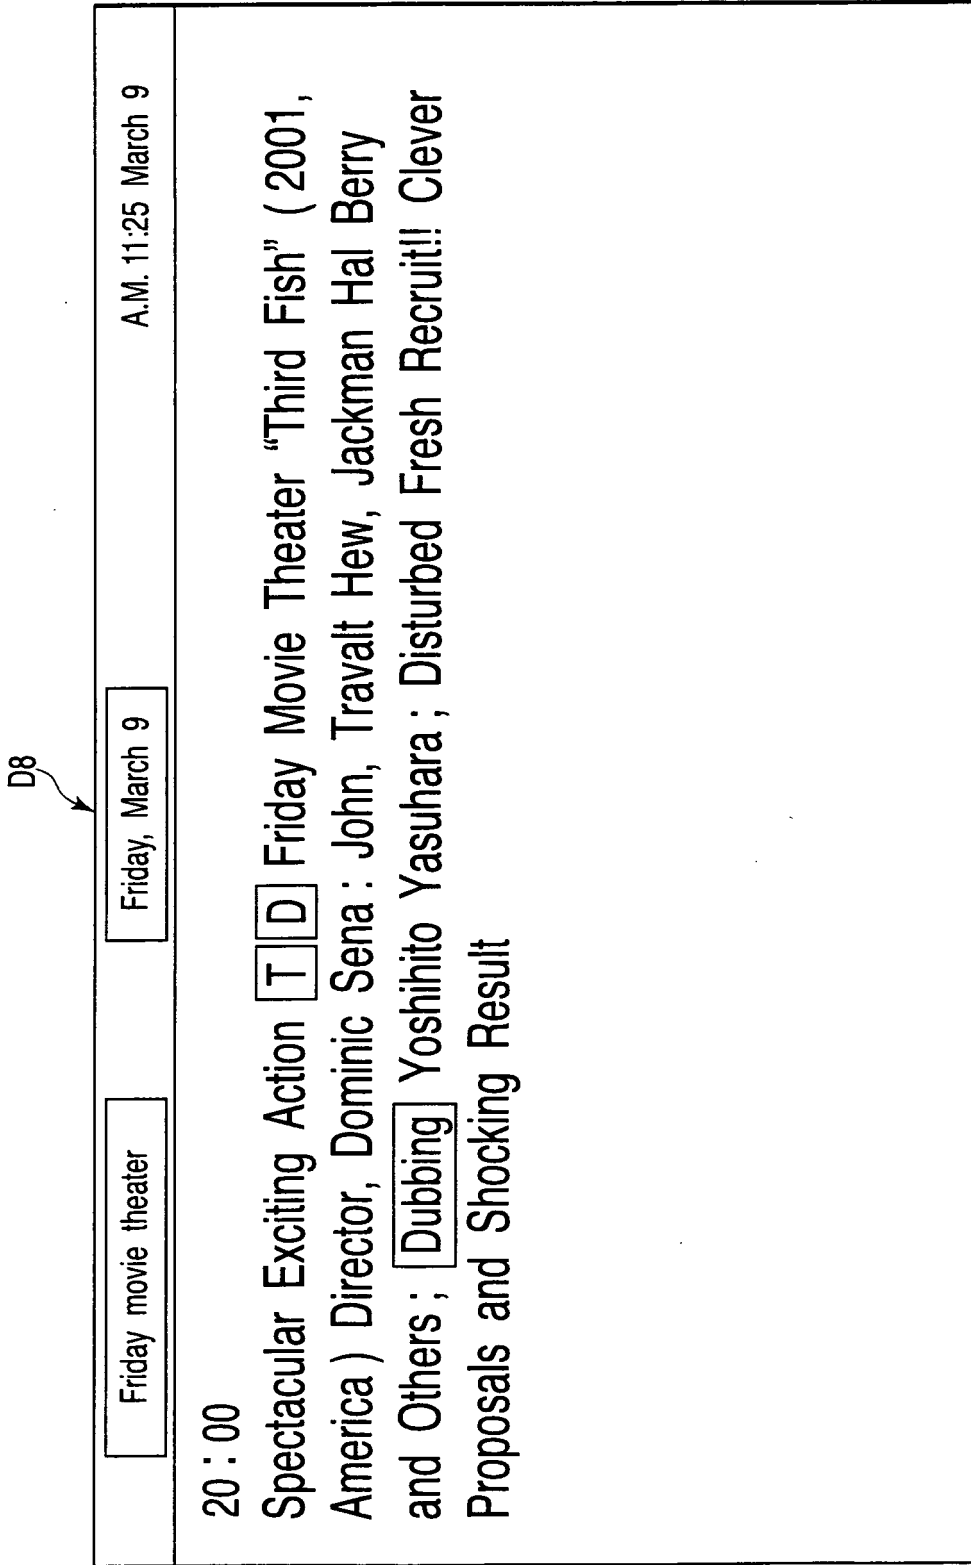 D8
Friday movie theater
Friday, March 9
A.M. 11:25 March 9
20 : 00
Spectacular Exciting Action T D Friday Movie Theater “Third Fish” ( 2001,
America ) Director, Dominic Sena : John, Travalt Hew, Jackman Hal Berry
and Others ; Dubbing Yoshihito Yasuhara ; Disturbed Fresh Recruit!! Clever
Proposals and Shocking Result